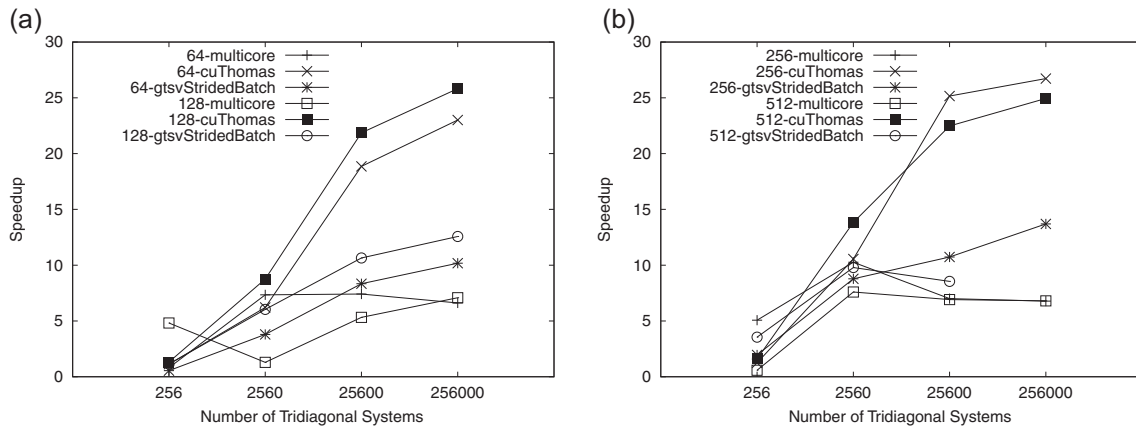 (a)
30
25
20
15
10
5
0
Speedup
64-multicore
64-cuThomas
64-gtsvStridedBatch
128-multicore
128-cuThomas
128-gtsvStridedBatch
256 2560 25600 256000
Number of Tridiagonal Systems
(b)
30
25
20
15
10
5
0
Speedup
256-multicore
256-cuThomas
256-gtsvStridedBatch
512-multicore
512-cuThomas
512-gtsvStridedBatch
256 2560 25600 256000
Number of Tridiagonal Systems